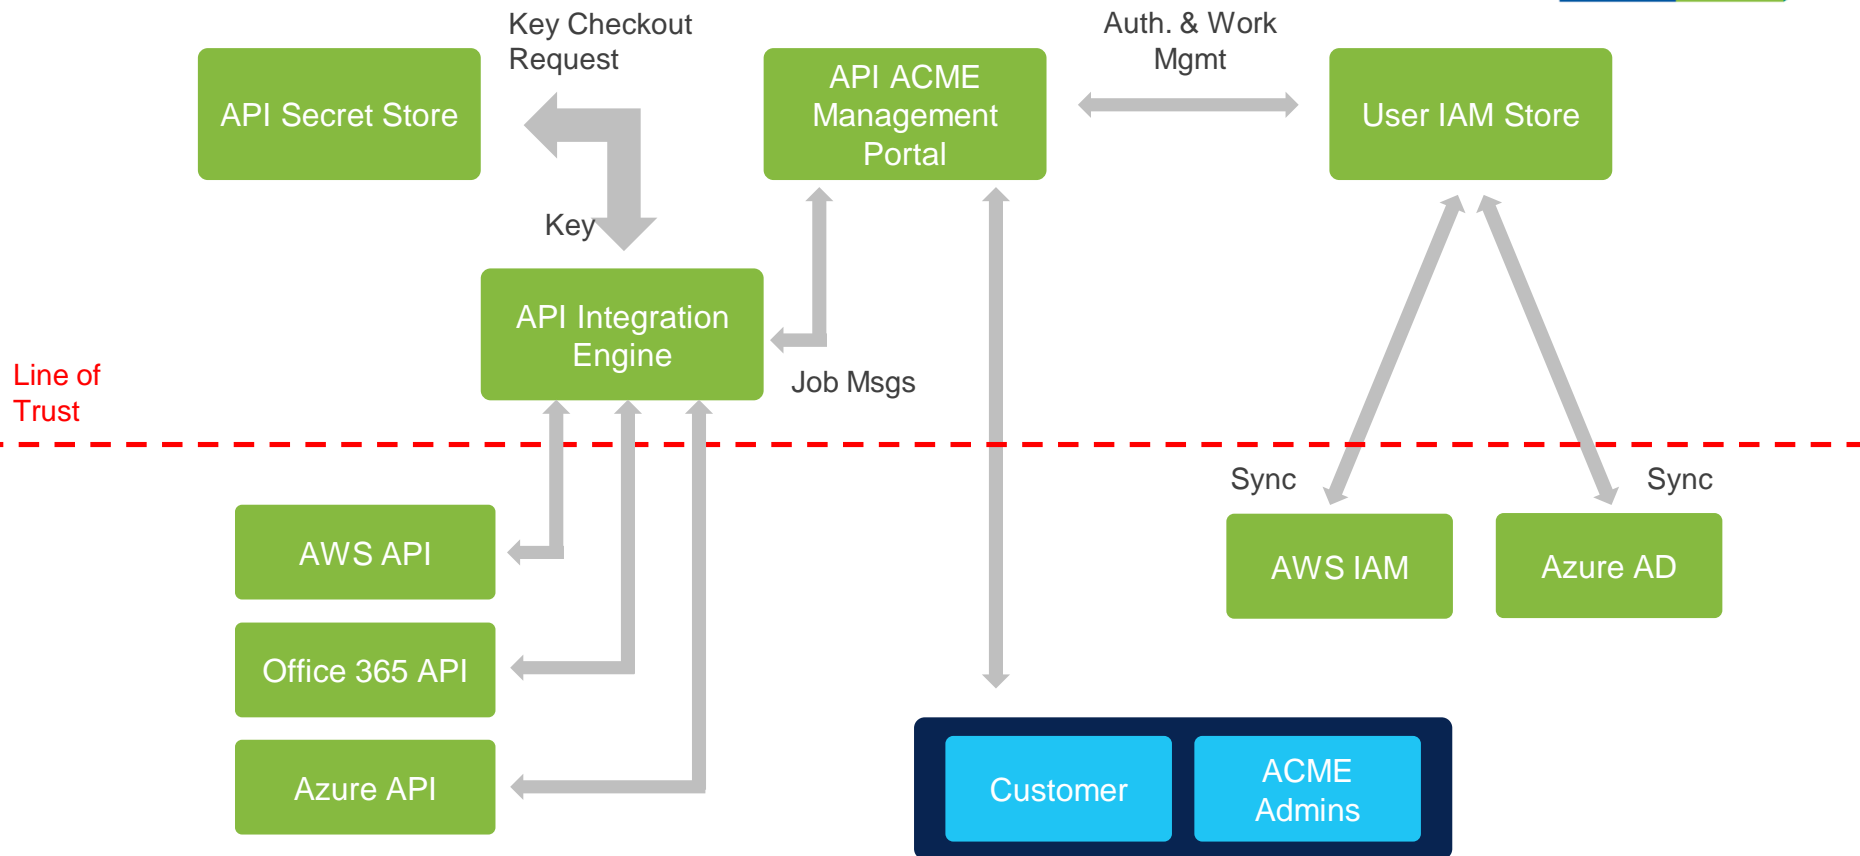 Key Checkout
Request
Auth. & Work
Mgmt
API Secret Store
API ACME
Management
Portal
User IAM Store
Key
API Integration
Engine
Job Msgs
Line of
Trust
Sync
Sync
AWS API
AWS IAM
Azure AD
Office 365 API
Azure API
Customer
ACME
Admins